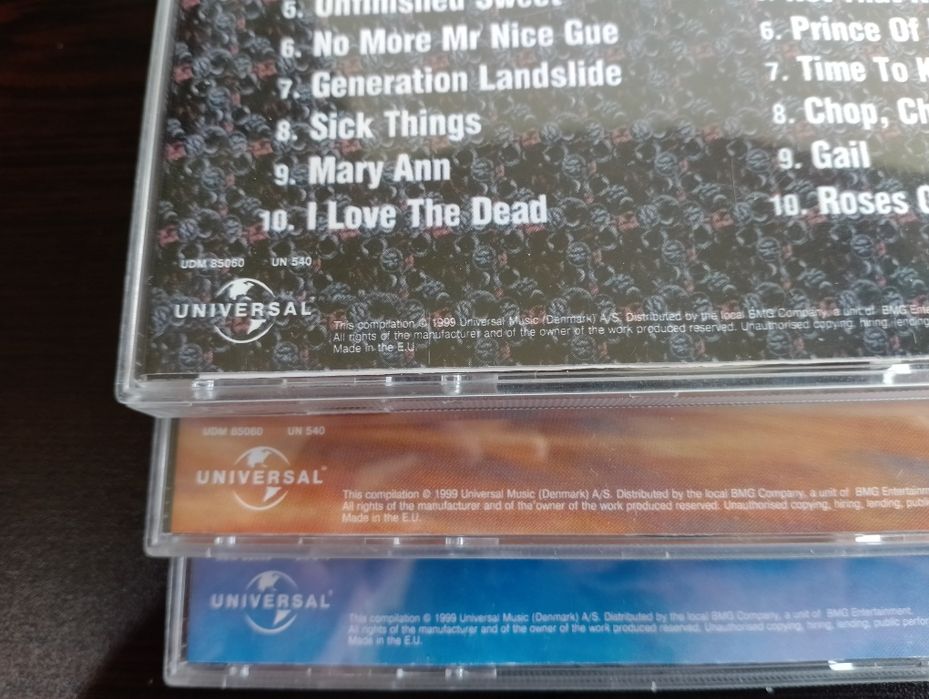 5. Unfinished Sweet
6. No More Mr Nice Gue
7. Generation Landslide
8. Sick Things
9. Mary Ann
10. I Love The Dead
6. Prince Of
7. Time To
8. Chop,
9. Gail
10. Roses
UDM 85060 UN 540
UNIVERSAL
This compilation © 1999 Universal Music (Denmark) A/S. Distributed by the local BMG Company, a unit of BMG
All rights of the manufacturer and of the owner of the work produced reserved. Unauthorised copying, hiring, lending
Made in the E.U.
UDM 85060 UN 540
UNIVERSAL
This compilation © 1999 Universal Music (Denmark) A/S. Distributed by the local BMG Company, a unit of BMG
All rights of the manufacturer and of the owner of the work produced reserved. Unauthorised copying, hiring, lending,
Made in the E.U.
UNIVERSAL
This compilation © 1999 Universal Music (Denmark) A/S. Distributed by the local BMG Company, a unit of BMG Entertainment
All rights of the manufacturer and of the owner of the work produced reserved. Unauthorised copying, hiring, lending, public
Made in the E.U.